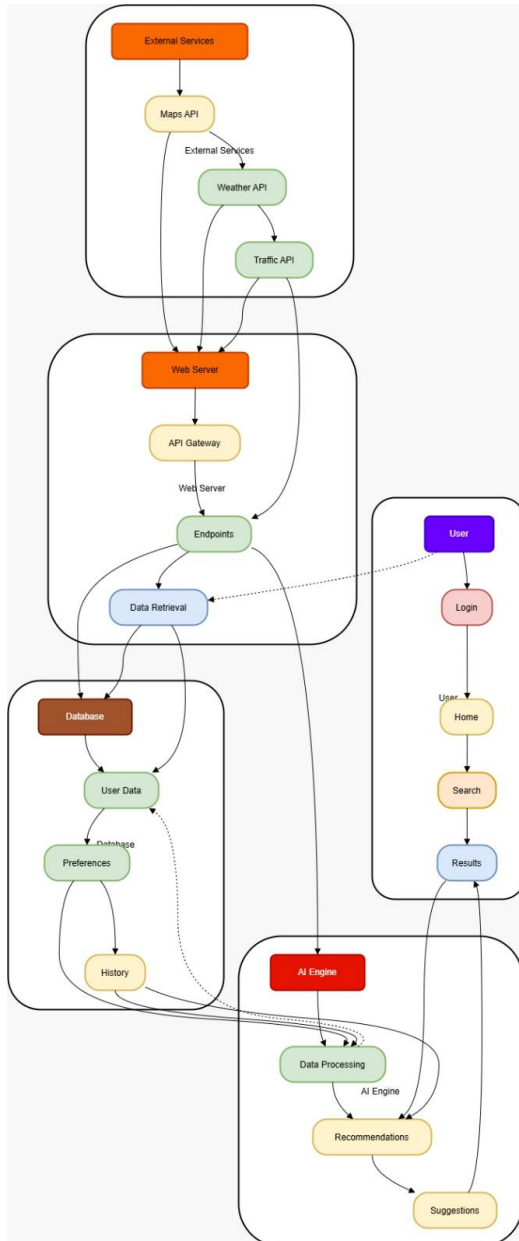 External Services
Maps API
External Services
Weather API
Traffic API
Web Server
API Gateway
Web Server
Endpoints
Data Retrieval
User
Login
User
Home
Search
Results
Database
User Data
Database
Preferences
History
AI Engine
Data Processing
AI Engine
Recommendations
Suggestions